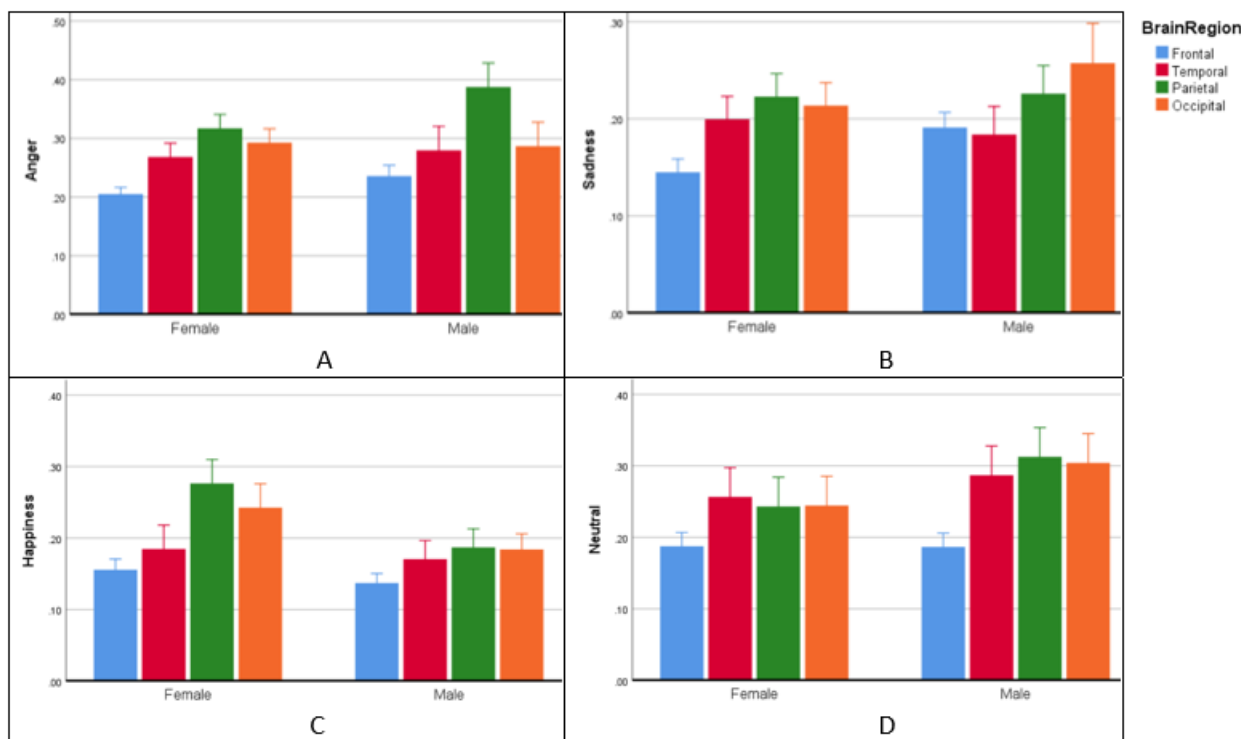 Anger
.50
.40
.30
.20
.10
.00
Female
Male
A
Sadness
.30
.20
.10
.00
Female
Male
B
BrainRegion
Frontal
Temporal
Parietal
Occipital
Happiness
.40
.30
.20
.10
.00
Female
Male
C
Neutral
.40
.30
.20
.10
.00
Female
Male
D